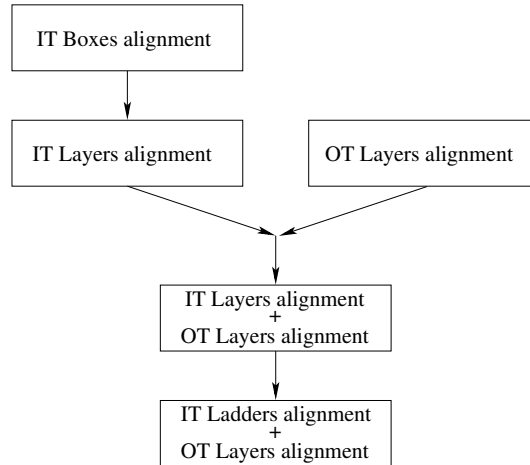 IT Boxes alignment
IT Layers alignment
OT Layers alignment
IT Layers alignment
+
OT Layers alignment
IT Ladders alignment
+
OT Layers alignment